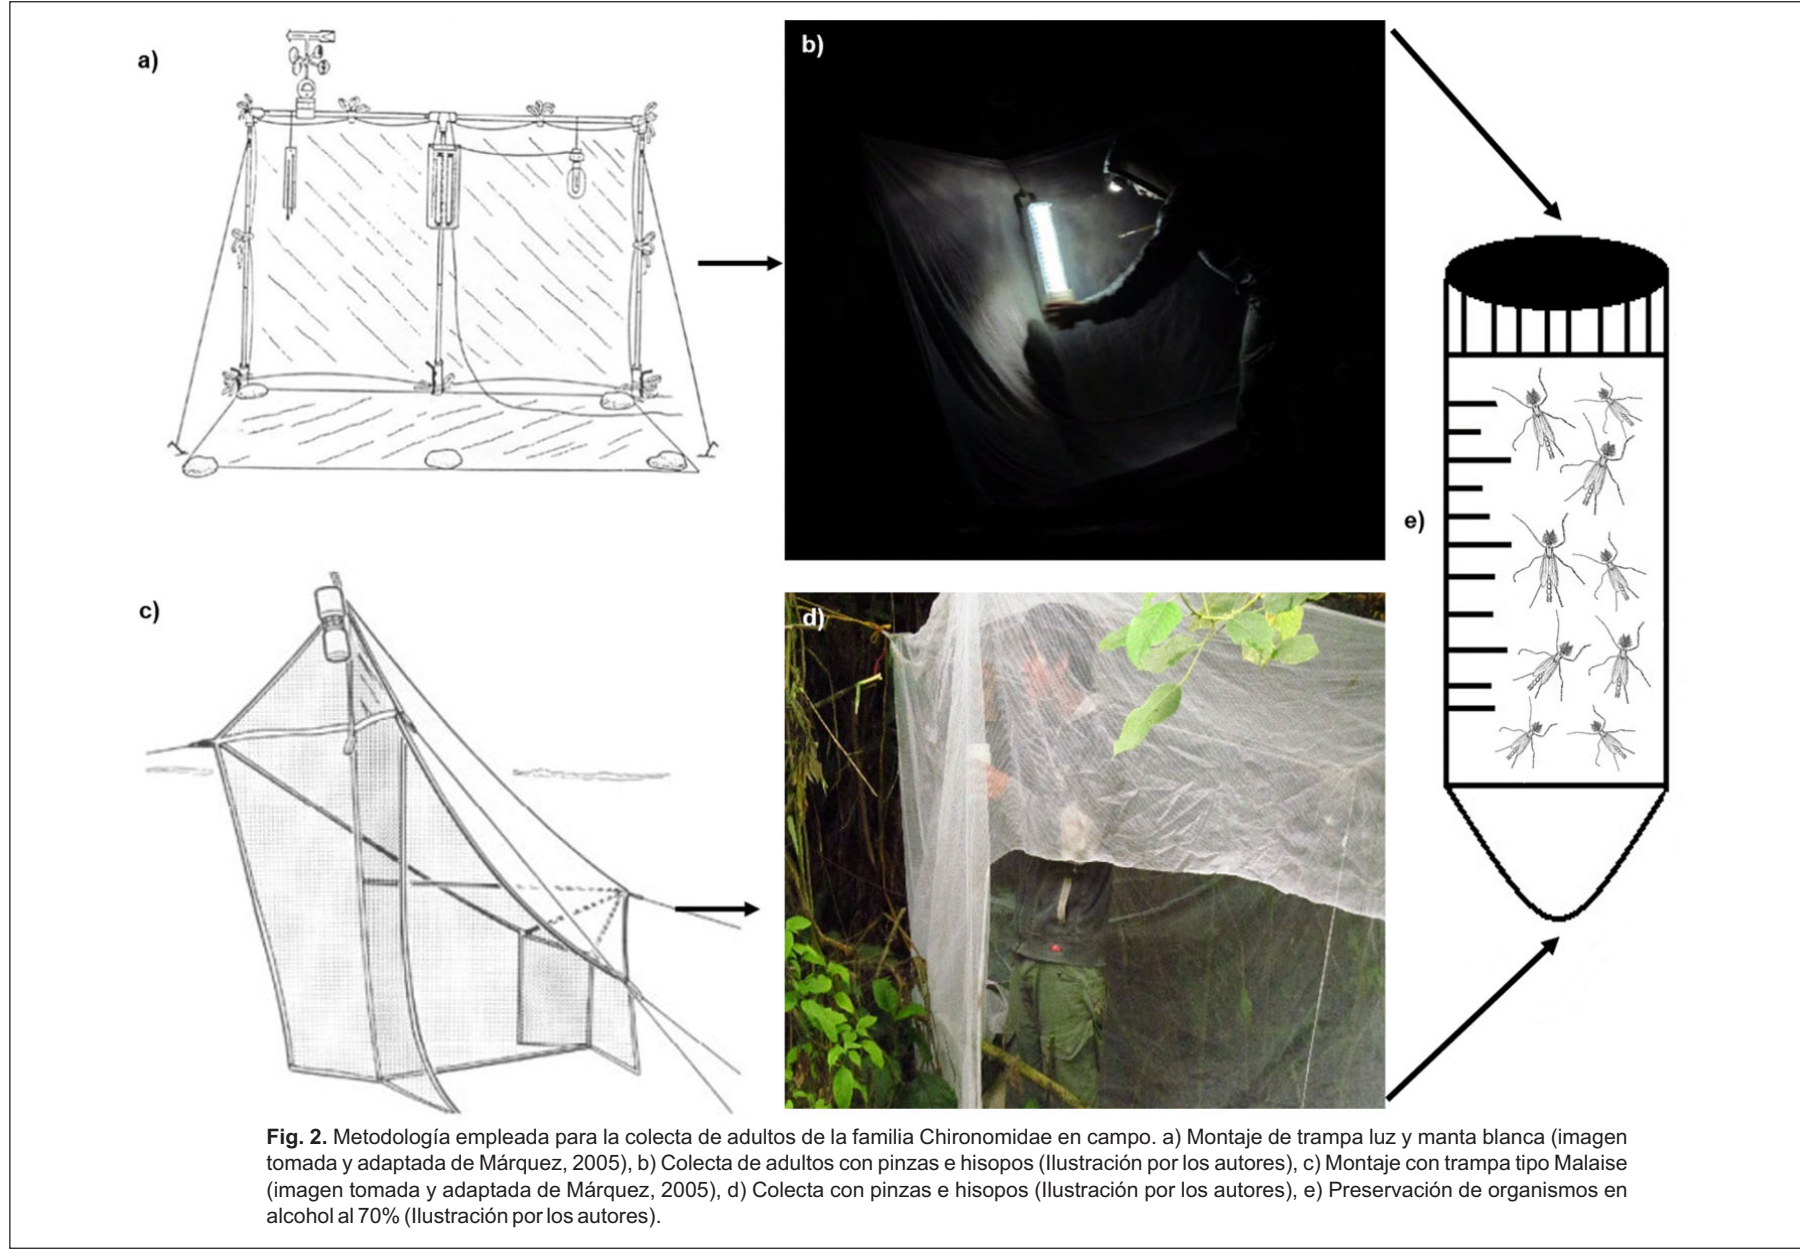 a)
b)
c)
d)
e)
Fig. 2. Metodología empleada para la colecta de adultos de la familia Chironomidae en campo. a) Montaje de trampa luz y manta blanca (imagen
tomada y adaptada de Márquez, 2005), b) Colecta de adultos con pinzas e hisopos (Ilustración por los autores), c) Montaje con trampa tipo Malaise
(imagen tomada y adaptada de Márquez, 2005), d) Colecta con pinzas e hisopos (Ilustración por los autores), e) Preservación de organismos en
alcohol al 70% (Ilustración por los autores).